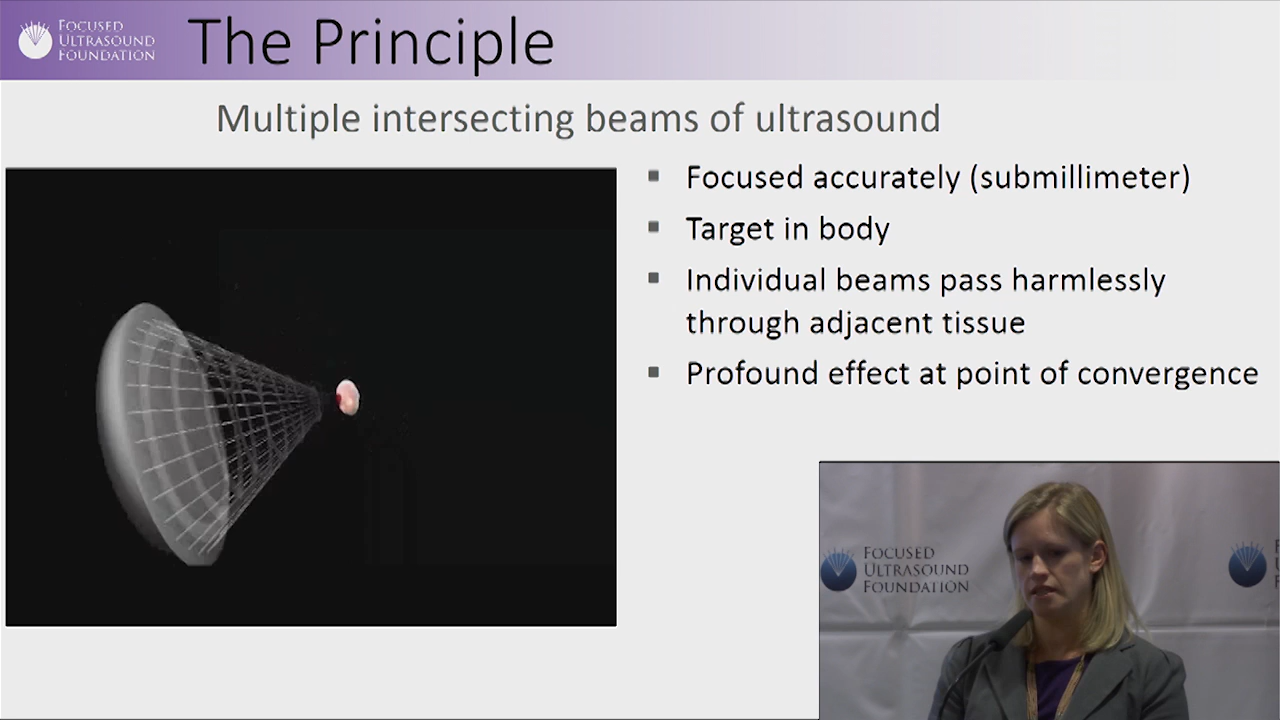 FOCUSED
ULTRASOUND
FOUNDATION
The Principle
Multiple intersecting beams of ultrasound
▪ Focused accurately (submillimeter)
▪ Target in body
▪ Individual beams pass harmlessly
through adjacent tissue
▪ Profound effect at point of convergence
FOCUSED
ULTRASOUND
FOUNDATION